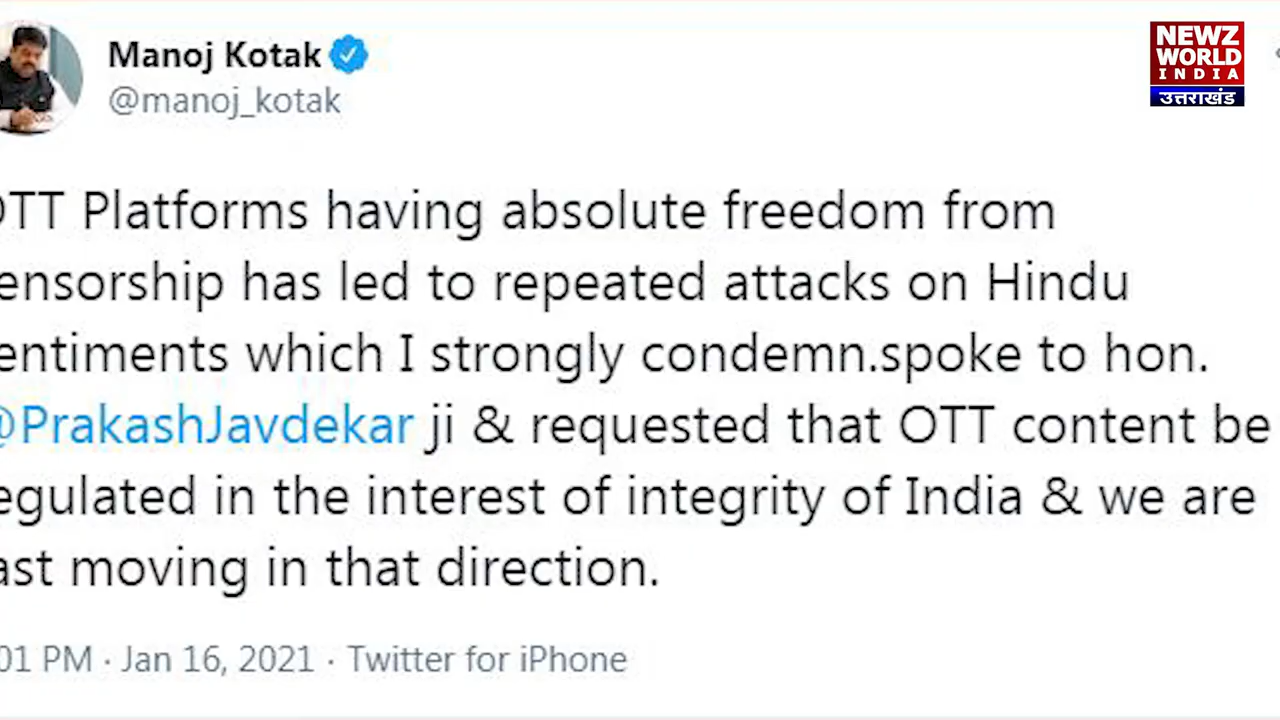 Manoj Kotak
@manoj_kotak
NEWZ
WORLD
INDIA
उत्तराखंड
OTT Platforms having absolute freedom from
ensorship has led to repeated attacks on Hindu
entiments which I strongly condemn.spoke to hon.
@PrakashJavdekar ji & requested that OTT content be
egulated in the interest of integrity of India & we are
ast moving in that direction.
01 PM · Jan 16, 2021 · Twitter for iPhone